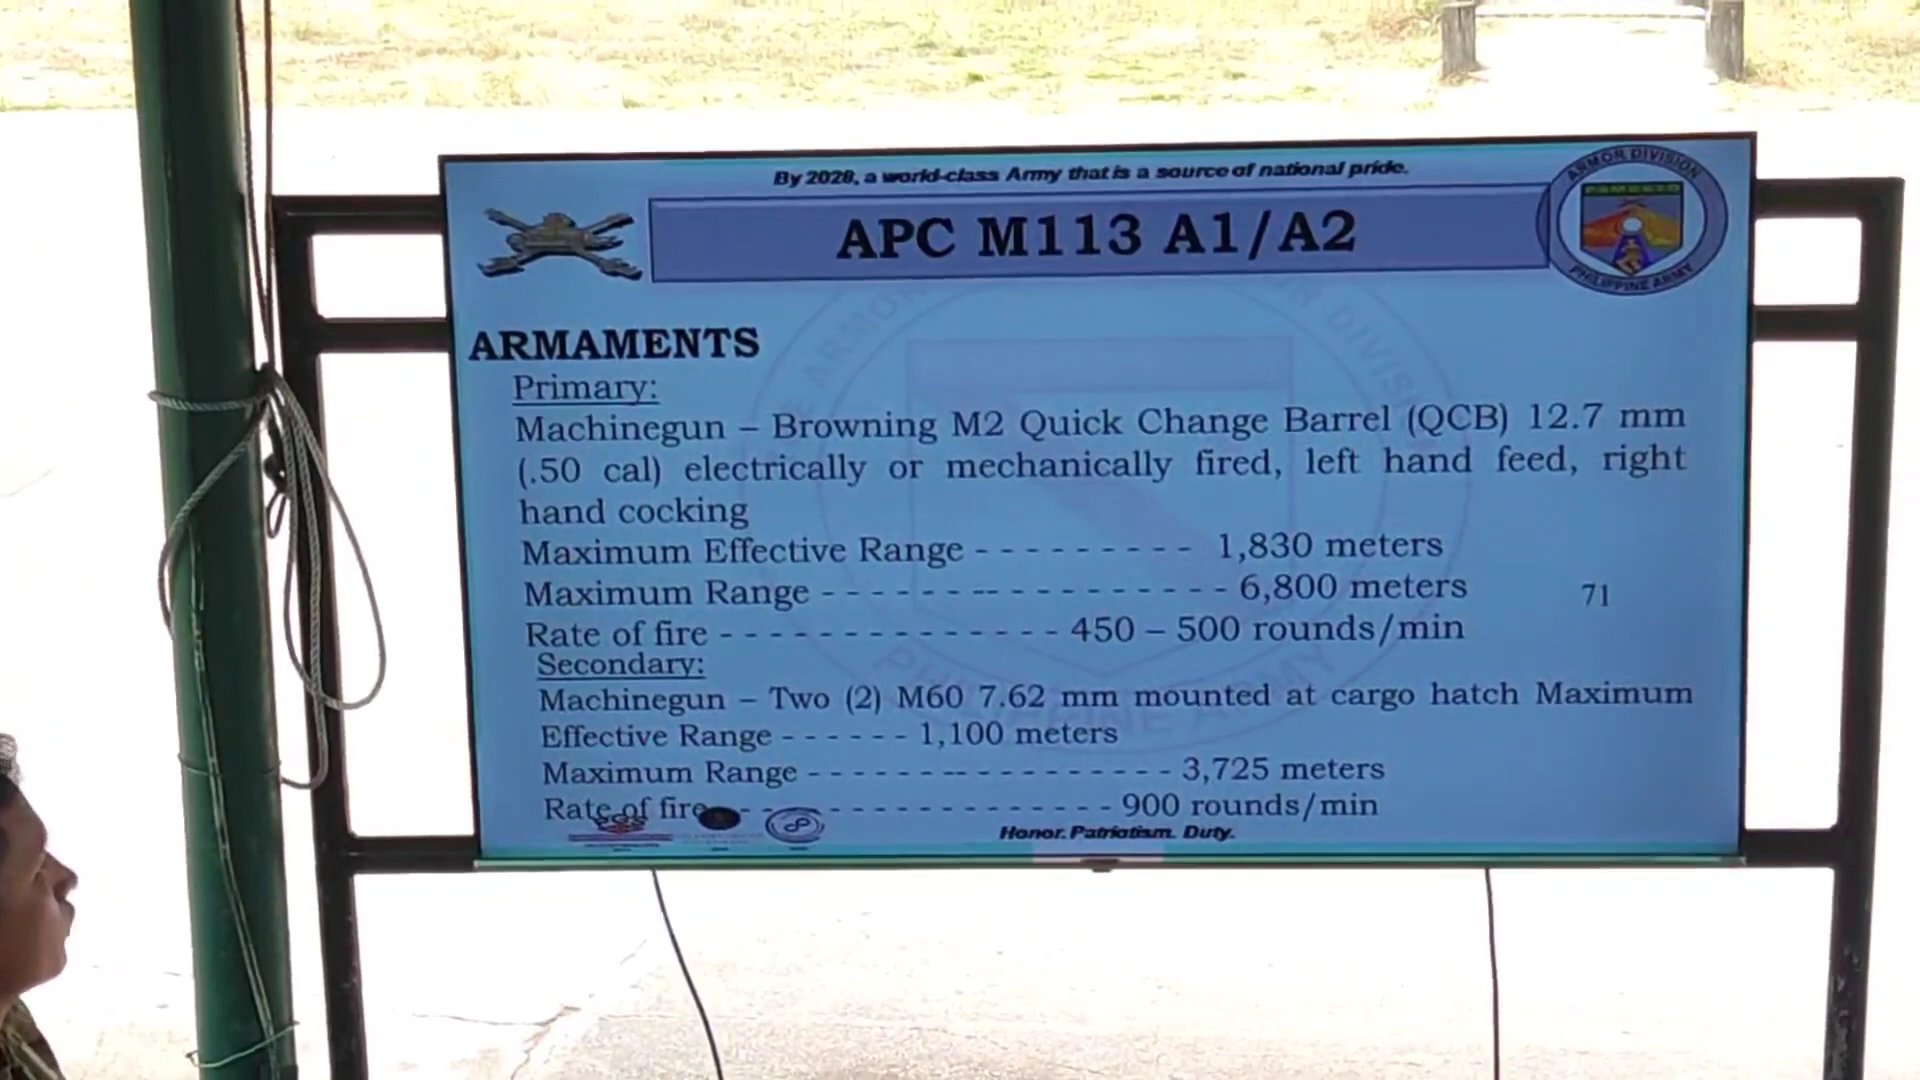 By 2028, a world-class Army that is a source of national pride.
APC M113 A1/A2
ARMOR DIVISION
PAMBATO
PHILIPPINE ARMY
ARMAMENTS
Primary:
Machinegun – Browning M2 Quick Change Barrel (QCB) 12.7 mm
(.50 cal) electrically or mechanically fired, left hand feed, right
hand cocking
Maximum Effective Range - - - - - - - - - 1,830 meters
Maximum Range - - - - - - -- - - - - - - - - - 6,800 meters
71
Rate of fire - - - - - - - - - - - - - - 450 – 500 rounds/min
Secondary:
Machinegun – Two (2) M60 7.62 mm mounted at cargo hatch Maximum
Effective Range - - - - - - 1,100 meters
Maximum Range - - - - - - -- - - - - - - - - - 3,725 meters
Rate of fire - - - - - - - - - - - - - - - 900 rounds/min
Honor. Patriotism. Duty.